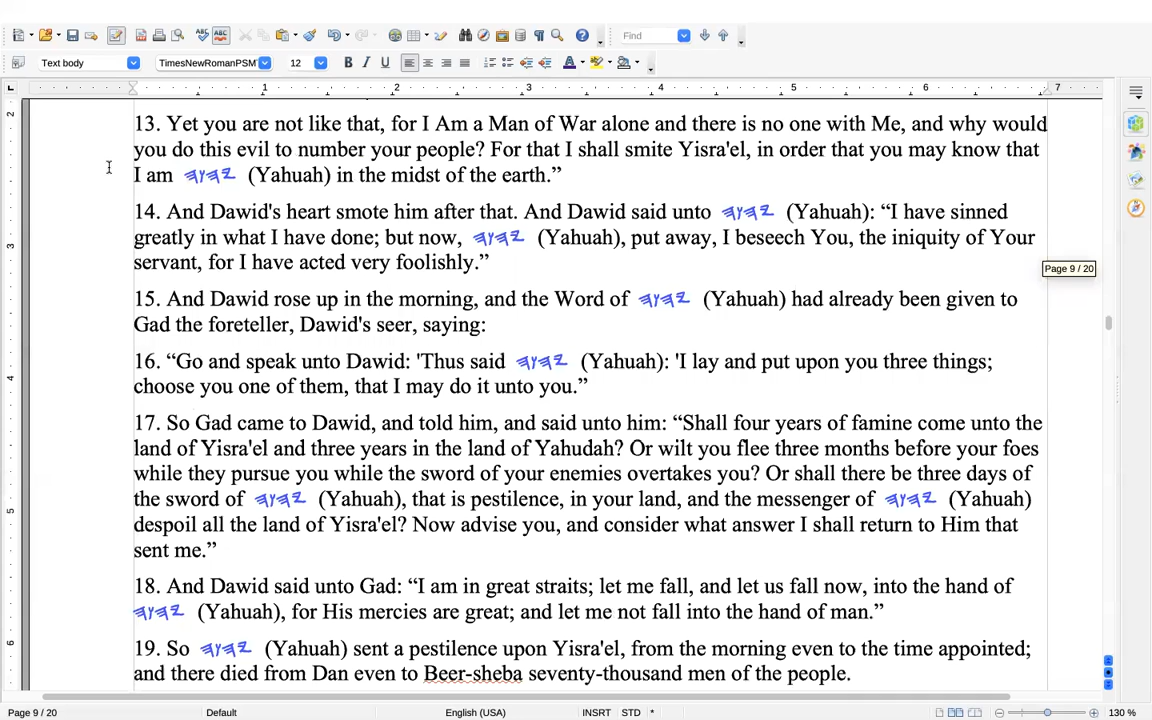 Find
Text body
TimesNewRomanPSM
12
B I U
1 2 3 4 5 6 7
13. Yet you are not like that, for I Am a Man of War alone and there is no one with Me, and why would
you do this evil to number your people? For that I shall smite Yisra'el, in order that you may know that
I am 𐤉𐤄𐤅𐤄 (Yahuah) in the midst of the earth.”
14. And Dawid's heart smote him after that. And Dawid said unto 𐤉𐤄𐤅𐤄 (Yahuah): “I have sinned
greatly in what I have done; but now, 𐤉𐤄𐤅𐤄 (Yahuah), put away, I beseech You, the iniquity of Your
servant, for I have acted very foolishly.”
Page 9 / 20
15. And Dawid rose up in the morning, and the Word of 𐤉𐤄𐤅𐤄 (Yahuah) had already been given to
Gad the foreteller, Dawid's seer, saying:
16. “Go and speak unto Dawid: 'Thus said 𐤉𐤄𐤅𐤄 (Yahuah): 'I lay and put upon you three things;
choose you one of them, that I may do it unto you.”
17. So Gad came to Dawid, and told him, and said unto him: “Shall four years of famine come unto the
land of Yisra'el and three years in the land of Yahudah? Or wilt you flee three months before your foes
while they pursue you while the sword of your enemies overtakes you? Or shall there be three days of
the sword of 𐤉𐤄𐤅𐤄 (Yahuah), that is pestilence, in your land, and the messenger of 𐤉𐤄𐤅𐤄 (Yahuah)
despoil all the land of Yisra'el? Now advise you, and consider what answer I shall return to Him that
sent me.”
18. And Dawid said unto Gad: “I am in great straits; let me fall, and let us fall now, into the hand of
𐤉𐤄𐤅𐤄 (Yahuah), for His mercies are great; and let me not fall into the hand of man.”
19. So 𐤉𐤄𐤅𐤄 (Yahuah) sent a pestilence upon Yisra'el, from the morning even to the time appointed;
and there died from Dan even to Beer-sheba seventy-thousand men of the people.
Page 9 / 20
Default
English (USA)
INSRT STD *
130 %